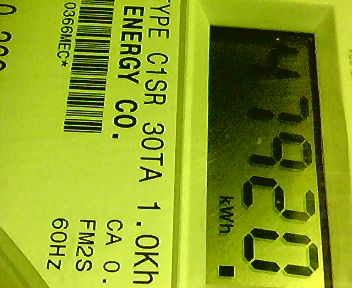 47920
kWh
TYPE C1SR 30TA 1.0Kh
ENERGY CO. CA 0.
FM2S
0366MEC* 60HZ